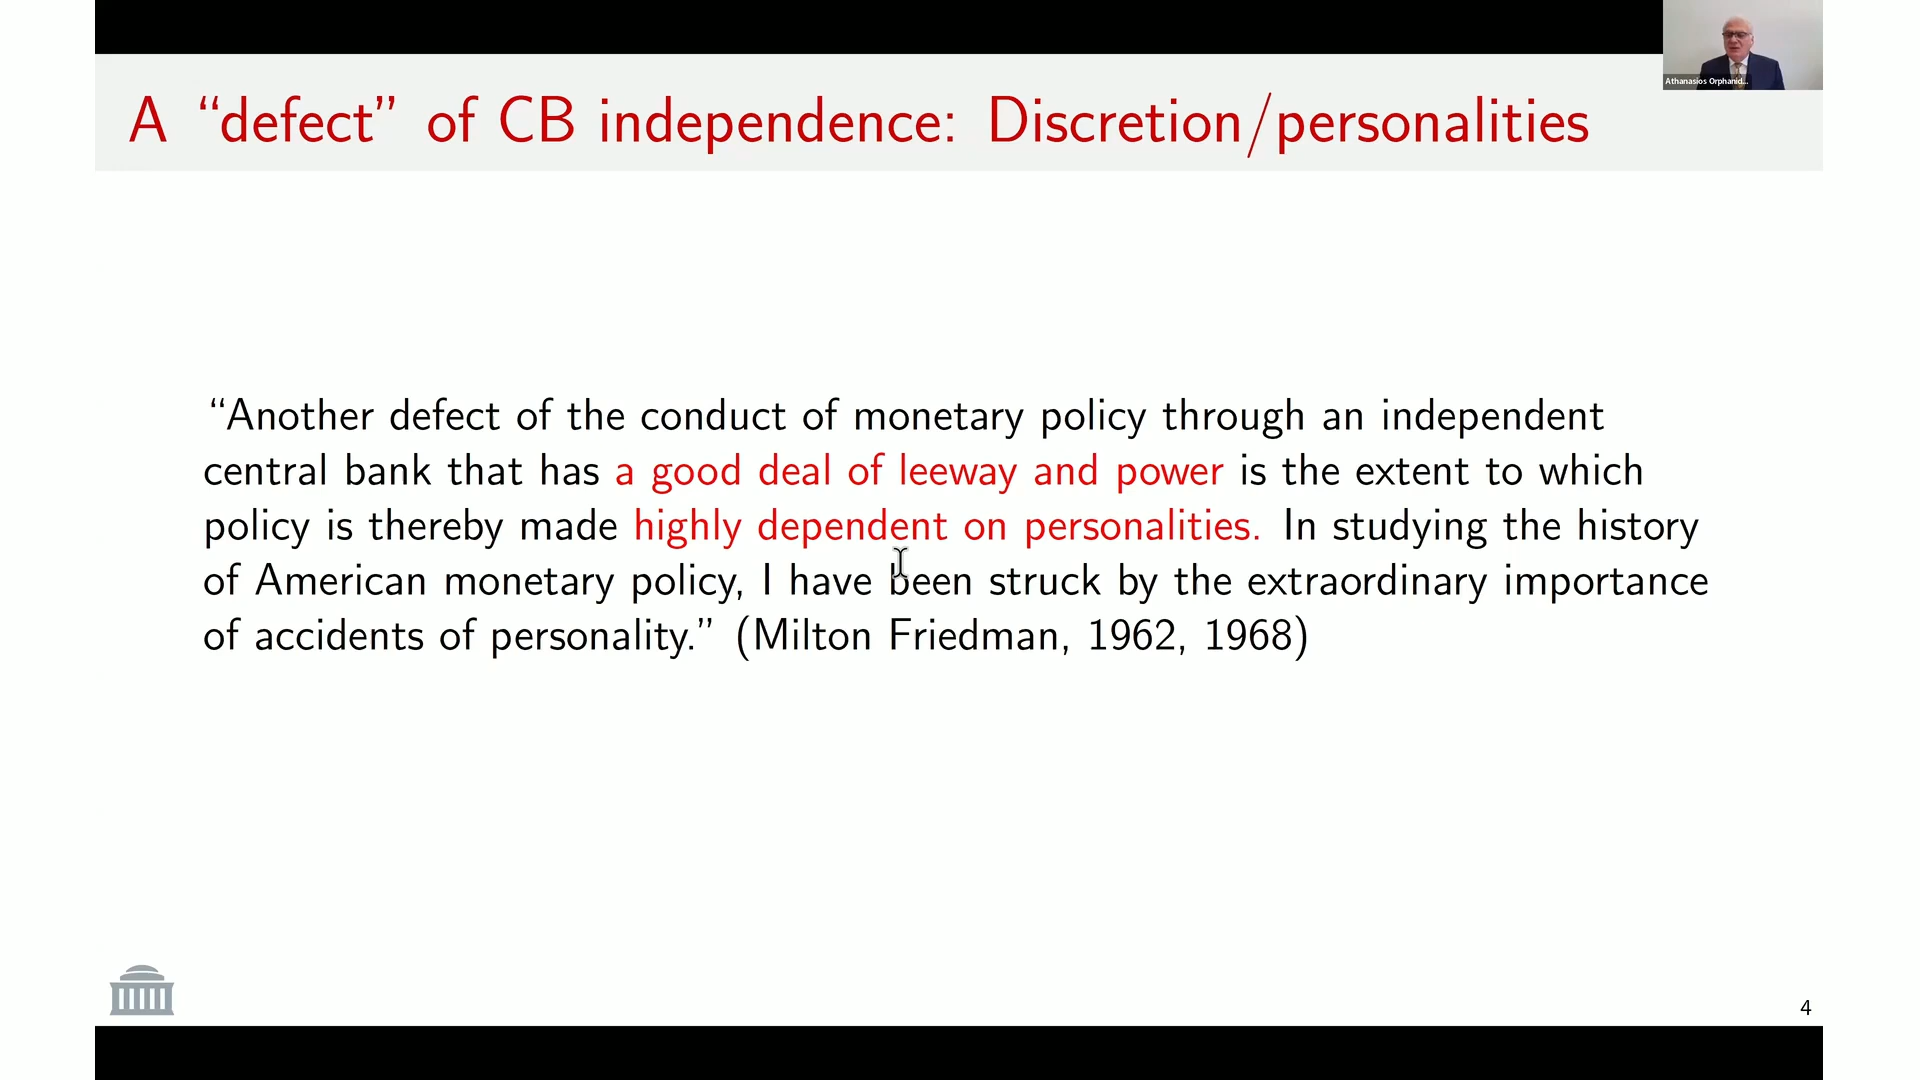 Athanasios Orphanid...
A “defect” of CB independence: Discretion/personalities
“Another defect of the conduct of monetary policy through an independent
central bank that has a good deal of leeway and power is the extent to which
policy is thereby made highly dependent on personalities. In studying the history
of American monetary policy, I have been struck by the extraordinary importance
of accidents of personality.” (Milton Friedman, 1962, 1968)
4